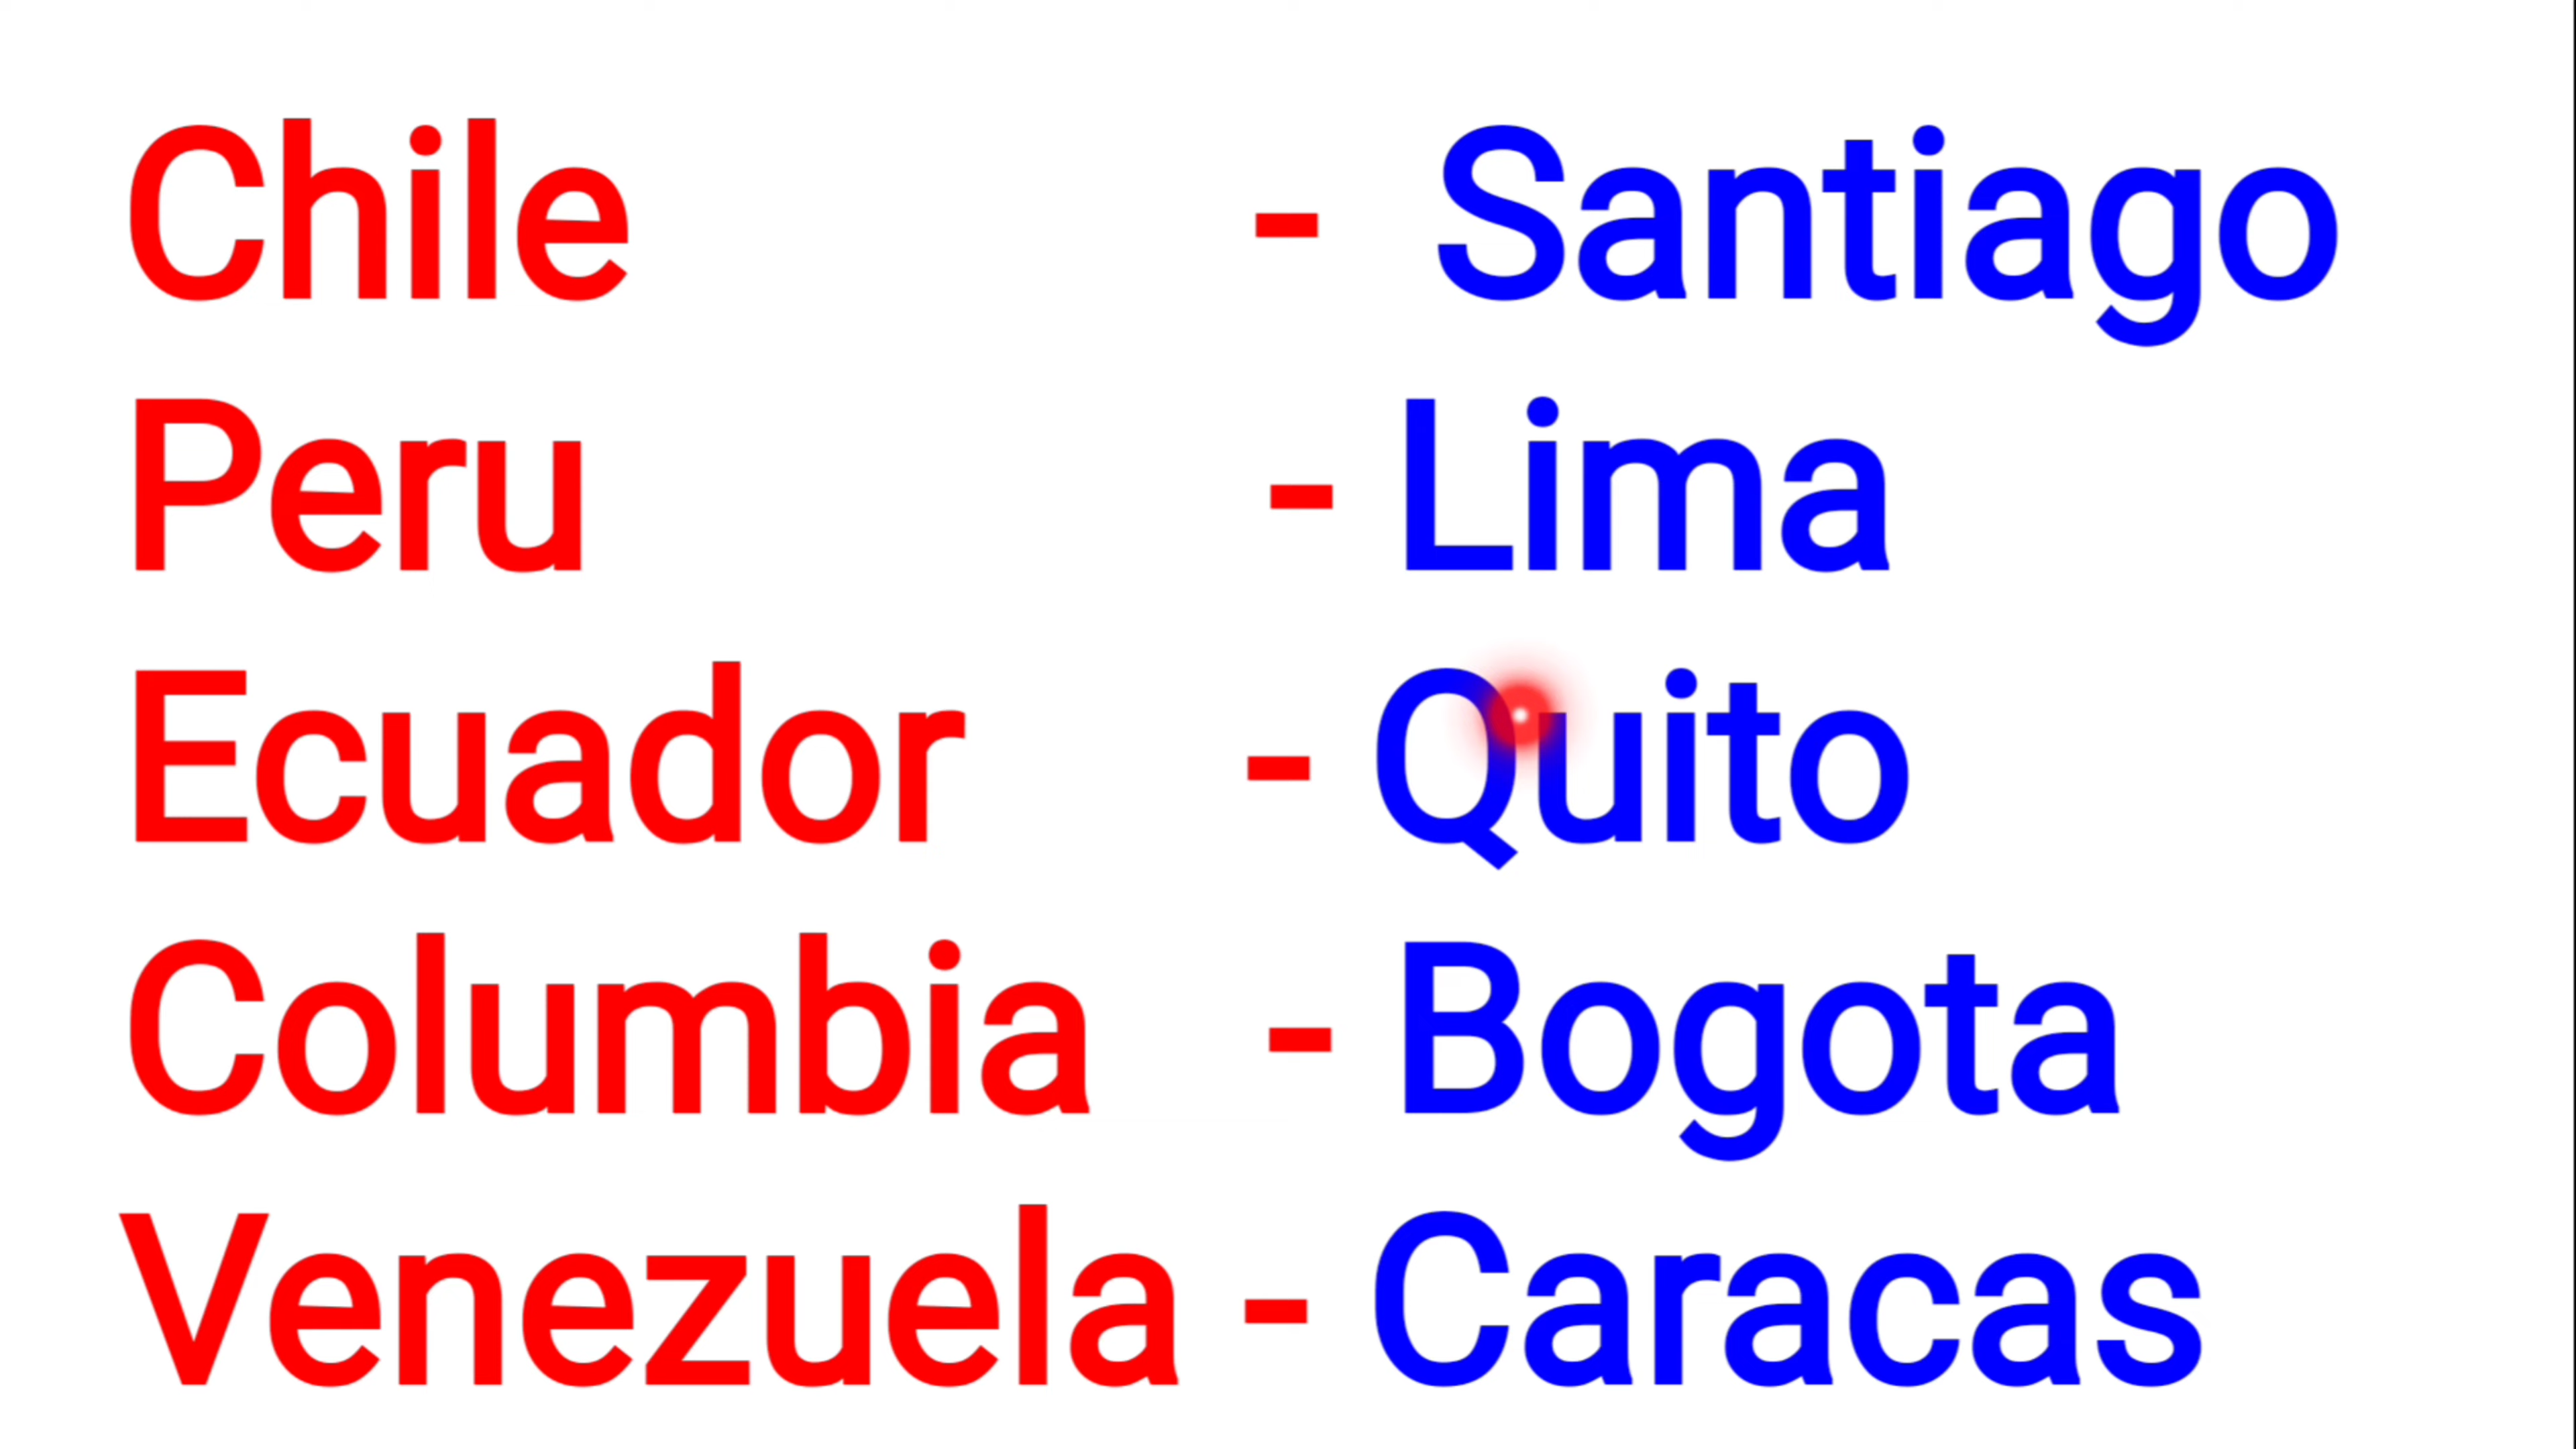 Chile - Santiago
Peru - Lima
Ecuador - Quito
Columbia - Bogota
Venezuela - Caracas